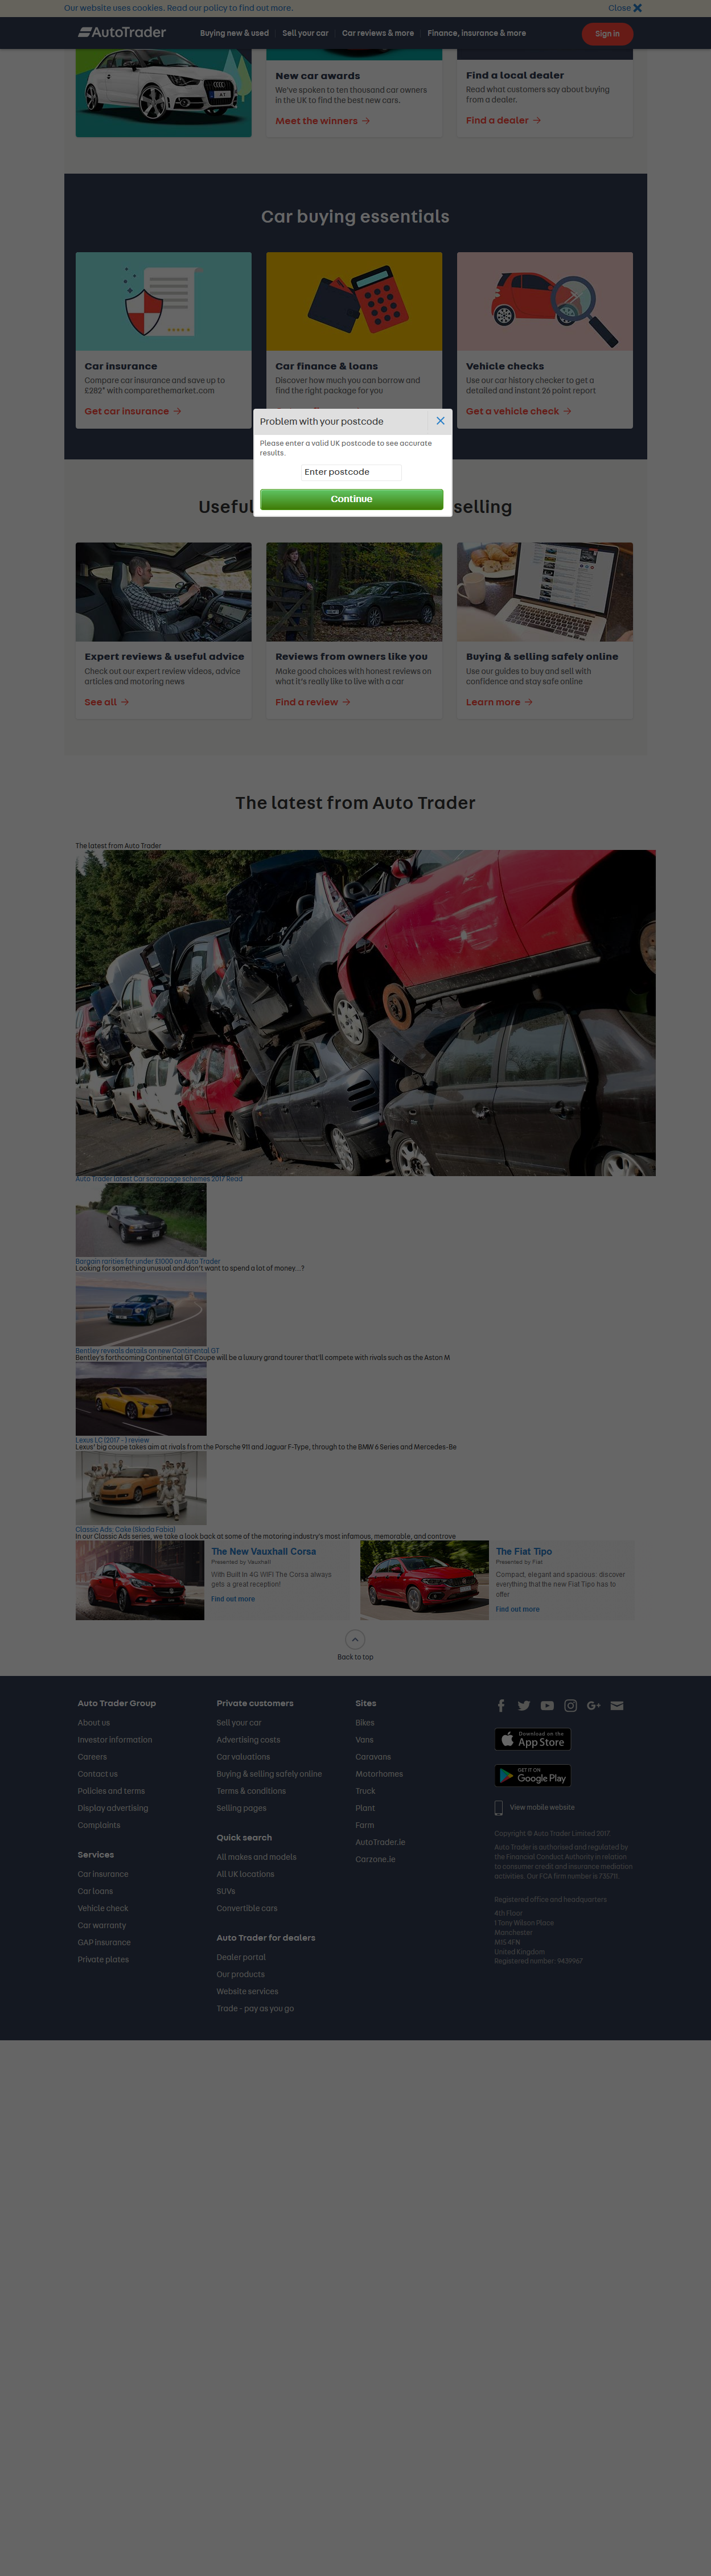 Our website uses cookies. Read our policy to find out more.
Close
AutoTrader
Buying new & used
Sell your car
Car reviews & more
Finance, insurance & more
Sign in
New car awards
We've spoken to ten thousand car owners
in the UK to find the best new cars.
Meet the winners
Find a local dealer
Read what customers say about buying
from a dealer.
Find a dealer
Car buying essentials
Car insurance
Compare car insurance and save up to
£282* with comparethemarket.com
Get car insurance
Car finance & loans
Discover how much you can borrow and
find the right package for you
Vehicle checks
Use our car history checker to get a
detailed and instant 26 point report
Get a vehicle check
Problem with your postcode
Please enter a valid UK postcode to see accurate
results.
Enter postcode
Continue
Useful
selling
Expert reviews & useful advice
Check out our expert review videos, advice
articles and motoring news
See all
Reviews from owners like you
Make good choices with honest reviews on
what it's really like to live with a car
Find a review
Buying & selling safely online
Use our guides to buy and sell with
confidence and stay safe online
Learn more
The latest from Auto Trader
The latest from Auto Trader
Auto Trader latest Car scrappage schemes 2017 Read
Bargain rarities for under £1000 on Auto Trader
Looking for something unusual and don't want to spend a lot of money...?
Bentley reveals details on new Continental GT
Bentley's forthcoming Continental GT Coupe will be a luxury grand tourer that'll compete with rivals such as the Aston M
Lexus LC (2017 - ) review
Lexus' big coupe takes aim at rivals from the Porsche 911 and Jaguar F-Type, through to the BMW 6 Series and Mercedes-Be
Classic Ads: Cake (Skoda Fabia)
In our Classic Ads series, we take a look back at some of the motoring industry's most infamous, memorable, and controve
The New Vauxhall Corsa
Presented by Vauxhall
With Built In 4G WIFI The Corsa always
gets a great reception!
Find out more
The Fiat Tipo
Presented by Fiat
Compact, elegant and spacious: discover
everything that the new Fiat Tipo has to
offer
Find out more
Back to top
Auto Trader Group
About us
Investor information
Careers
Contact us
Policies and terms
Display advertising
Complaints
Services
Car insurance
Car loans
Vehicle check
Car warranty
GAP insurance
Private plates
Private customers
Sell your car
Advertising costs
Car valuations
Buying & selling safely online
Terms & conditions
Selling pages
Quick search
All makes and models
All UK locations
SUVs
Convertible cars
Auto Trader for dealers
Dealer portal
Our products
Website services
Trade - pay as you go
Sites
Bikes
Vans
Caravans
Motorhomes
Truck
Plant
Farm
AutoTrader.ie
Carzone.ie
Download on the
App Store
GET IT ON
Google Play
View mobile website
Copyright © Auto Trader Limited 2017.
Auto Trader is authorised and regulated by
the Financial Conduct Authority in relation
to consumer credit and insurance mediation
activities. Our FCA firm number is 735711.
Registered office and headquarters
4th Floor
1 Tony Wilson Place
Manchester
M15 4FN
United Kingdom
Registered number: 9439967